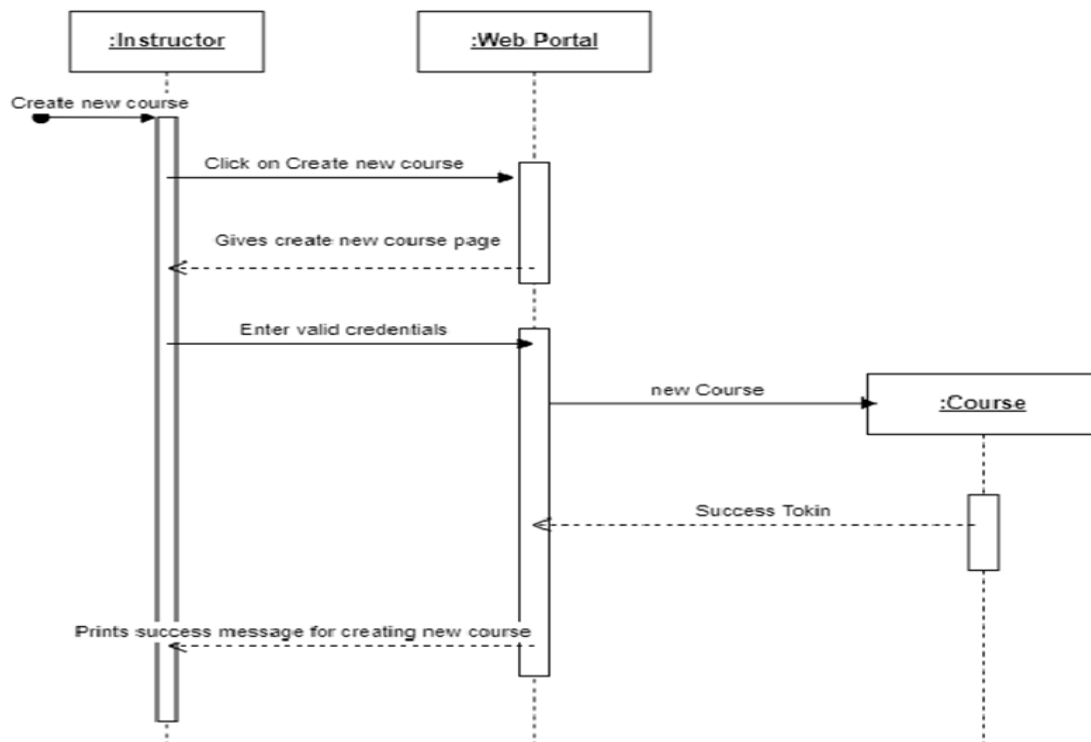 :Instructor
:Web Portal
Create new course
Click on Create new course
Gives create new course page
Enter valid credentials
new Course
:Course
Success Tokin
Prints success message for creating new course